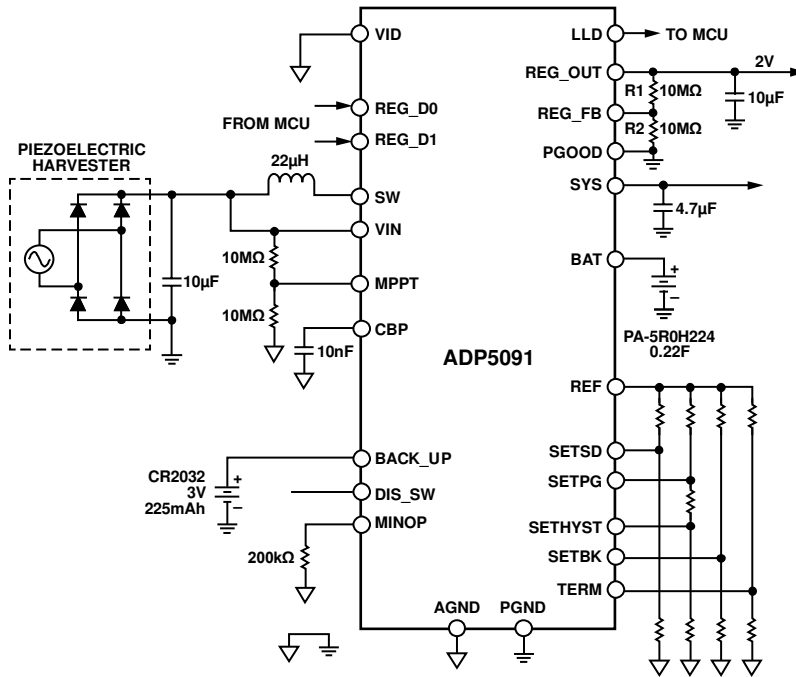 VID
LLD
TO MCU
REG_OUT
2V
R1
10MΩ
10µF
REG_D0
FROM MCU
REG_D1
REG_FB
R2
10MΩ
PGOOD
PIEZOELECTRIC
HARVESTER
22µH
SW
SYS
4.7µF
VIN
10MΩ
BAT
+
–
10µF
MPPT
10MΩ
CBP
10nF
PA-5R0H224
0.22F
ADP5091
REF
BACK_UP
CR2032
3V
225mAh
+
–
DIS_SW
MINOP
200kΩ
SETSD
SETPG
SETHYST
SETBK
TERM
AGND
PGND